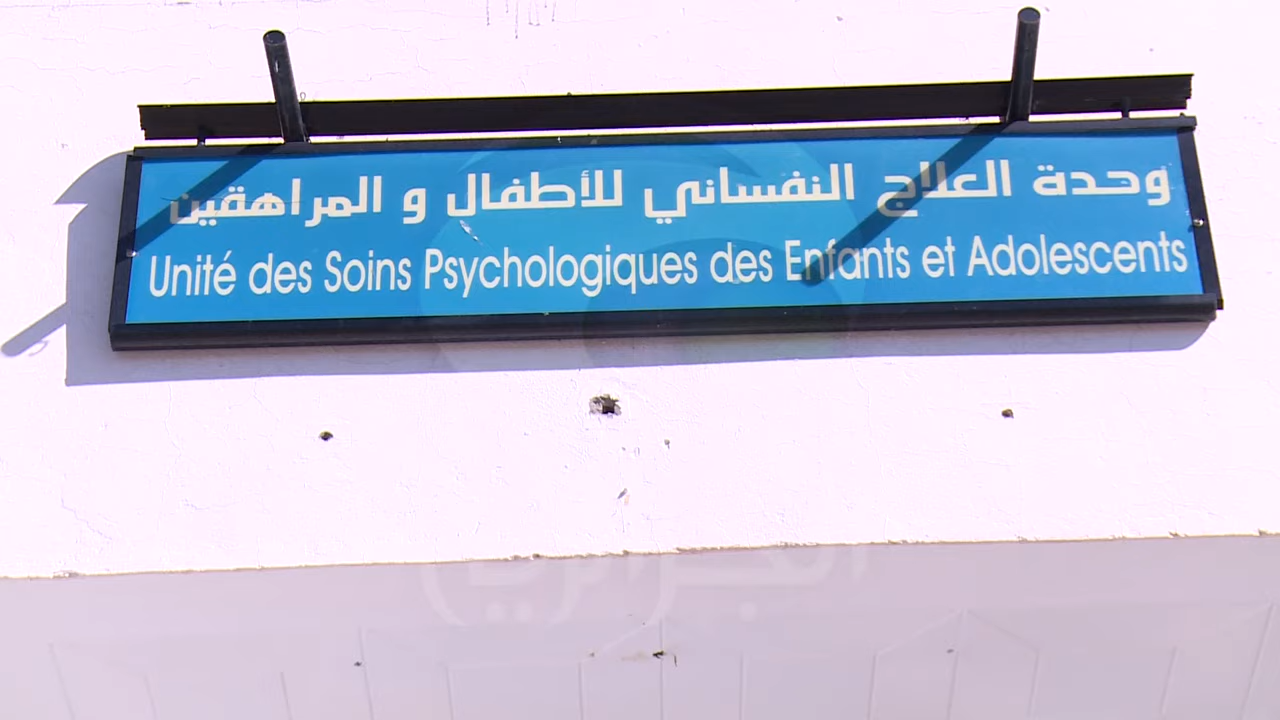 وحدة العلاج النفساني للأطفال و المراهقين
Unité des Soins Psychologiques des Enfants et Adolescents